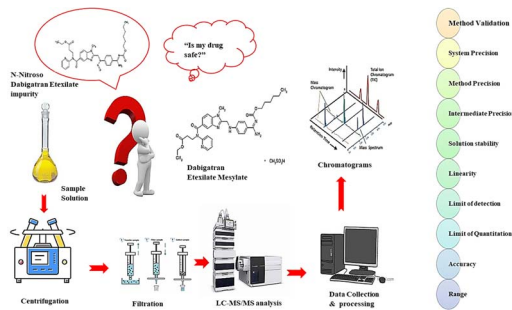 "Is my drug
safe?"
N-Nitroso
Dabigatran Etexilate
impurity
Sample
Solution
Dabigatran
Etexilate Mesylate
• CH₃SO₃H
Intensity
Total Ion
Chromatogram
(TIC)
Mass
Chromatogram
Mass Spectrum
Chromatograms
Centrifugation
Filtration
LC-MS/MS analysis
Data Collection
& processing
Method Validation
System Precision
Method Precision
Intermediate Precision
Solution stability
Linearity
Limit of detection
Limit of Quantitation
Accuracy
Range